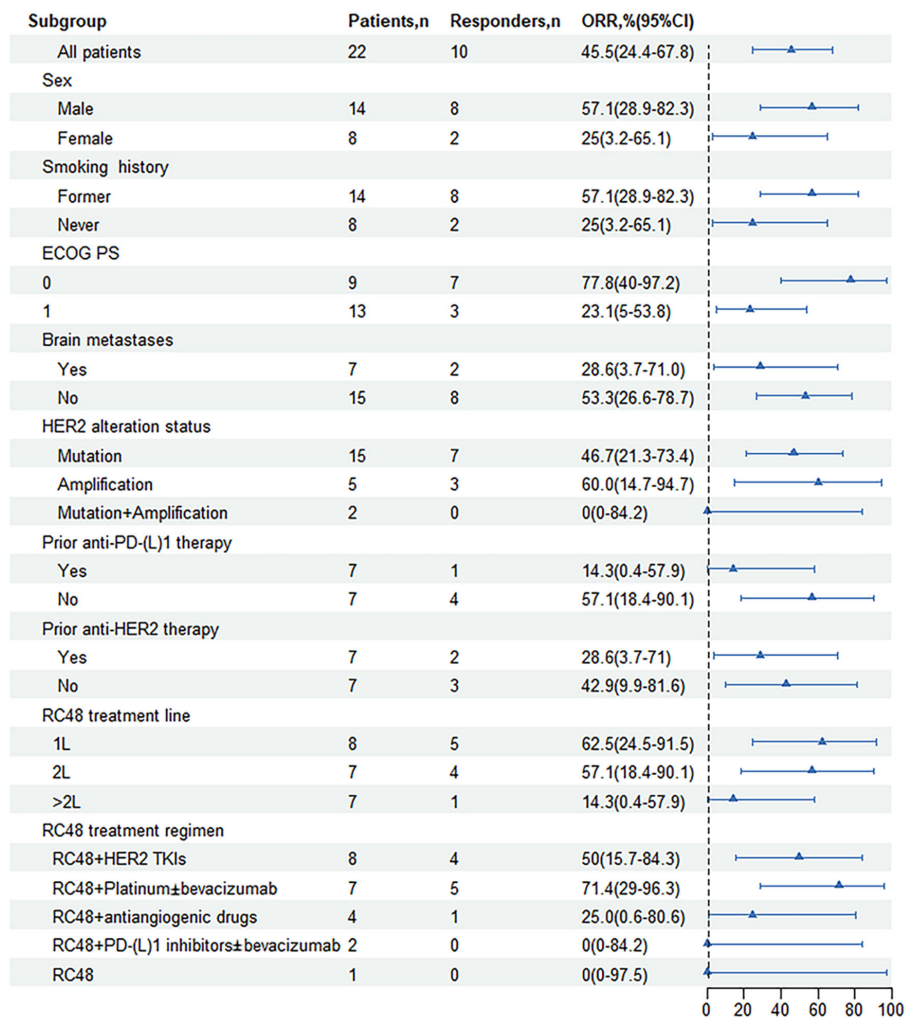 Subgroup Patients,n Responders,n ORR,%(95%CI)
All patients 22 10 45.5(24.4-67.8)
Sex
Male 14 8 57.1(28.9-82.3)
Female 8 2 25(3.2-65.1)
Smoking history
Former 14 8 57.1(28.9-82.3)
Never 8 2 25(3.2-65.1)
ECOG PS
0 9 7 77.8(40-97.2)
1 13 3 23.1(5-53.8)
Brain metastases
Yes 7 2 28.6(3.7-71.0)
No 15 8 53.3(26.6-78.7)
HER2 alteration status
Mutation 15 7 46.7(21.3-73.4)
Amplification 5 3 60.0(14.7-94.7)
Mutation+Amplification 2 0 0(0-84.2)
Prior anti-PD-(L)1 therapy
Yes 7 1 14.3(0.4-57.9)
No 7 4 57.1(18.4-90.1)
Prior anti-HER2 therapy
Yes 7 2 28.6(3.7-71)
No 7 3 42.9(9.9-81.6)
RC48 treatment line
1L 8 5 62.5(24.5-91.5)
2L 7 4 57.1(18.4-90.1)
>2L 7 1 14.3(0.4-57.9)
RC48 treatment regimen
RC48+HER2 TKIs 8 4 50(15.7-84.3)
RC48+Platinum±bevacizumab 7 5 71.4(29-96.3)
RC48+antiangiogenic drugs 4 1 25.0(0.6-80.6)
RC48+PD-(L)1 inhibitors±bevacizumab 2 0 0(0-84.2)
RC48 1 0 0(0-97.5)
0 20 40 60 80 100